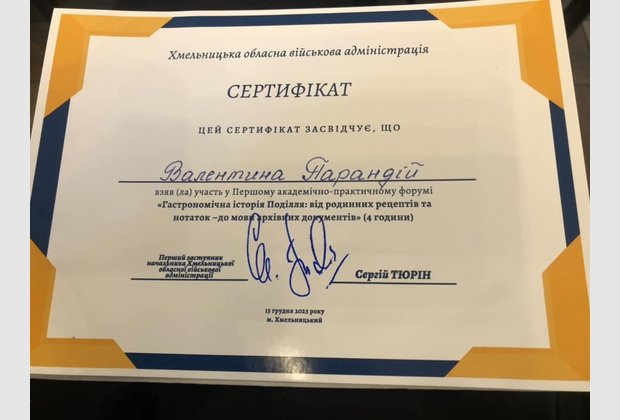 Хмельницька обласна військова адміністрація
СЕРТИФІКАТ
ЦЕЙ СЕРТИФІКАТ ЗАСВІДЧУЄ, ЩО
Валентина Парандій
взяв (ла) участь у Першому академічно-практичному форумі
«Гастрономічна історія Поділля: від родинних рецептів та
нотаток –до мови архівних документів» (4 години)
Перший заступник
начальника Хмельницької
обласної військової
адміністрації
Сергій ТЮРІН
15 грудня 2023 року
м. Хмельницький